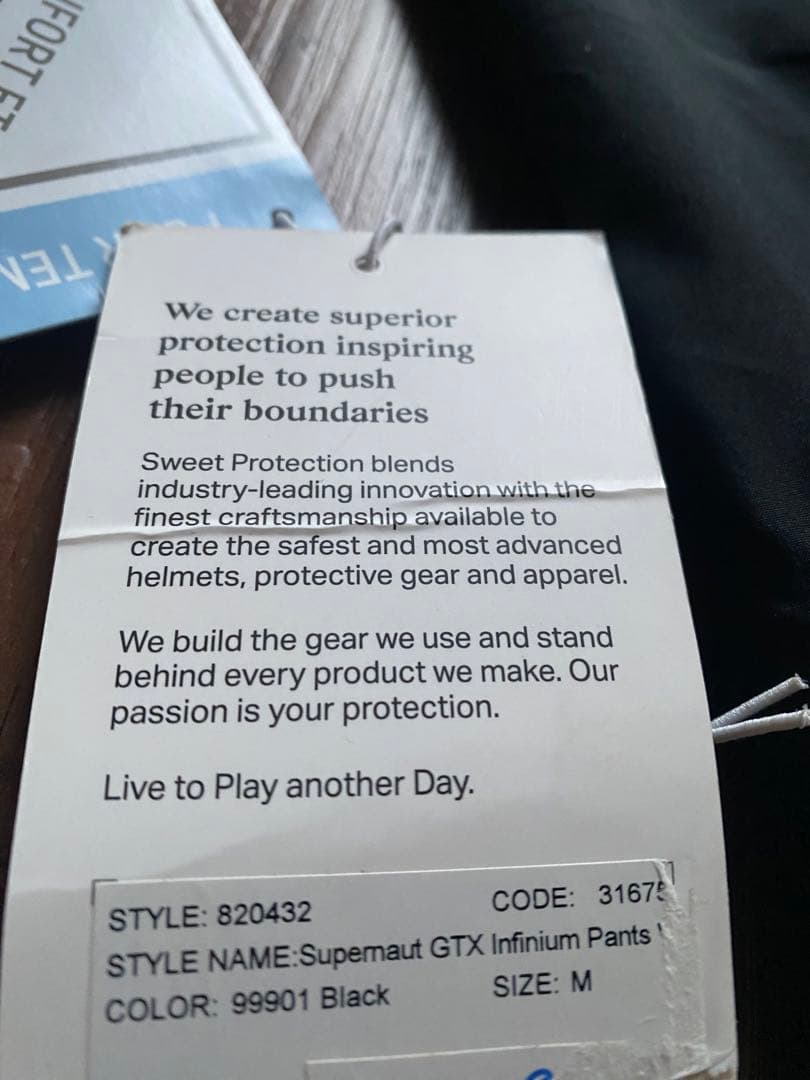 We create superior
protection inspiring
people to push
their boundaries
Sweet Protection blends
industry-leading innovation with the
finest craftsmanship available to
create the safest and most advanced
helmets, protective gear and apparel.
We build the gear we use and stand
behind every product we make. Our
passion is your protection.
Live to Play another Day.
STYLE: 820432 CODE: 31675
STYLE NAME:Supernaut GTX Infinium Pants
COLOR: 99901 Black SIZE: M